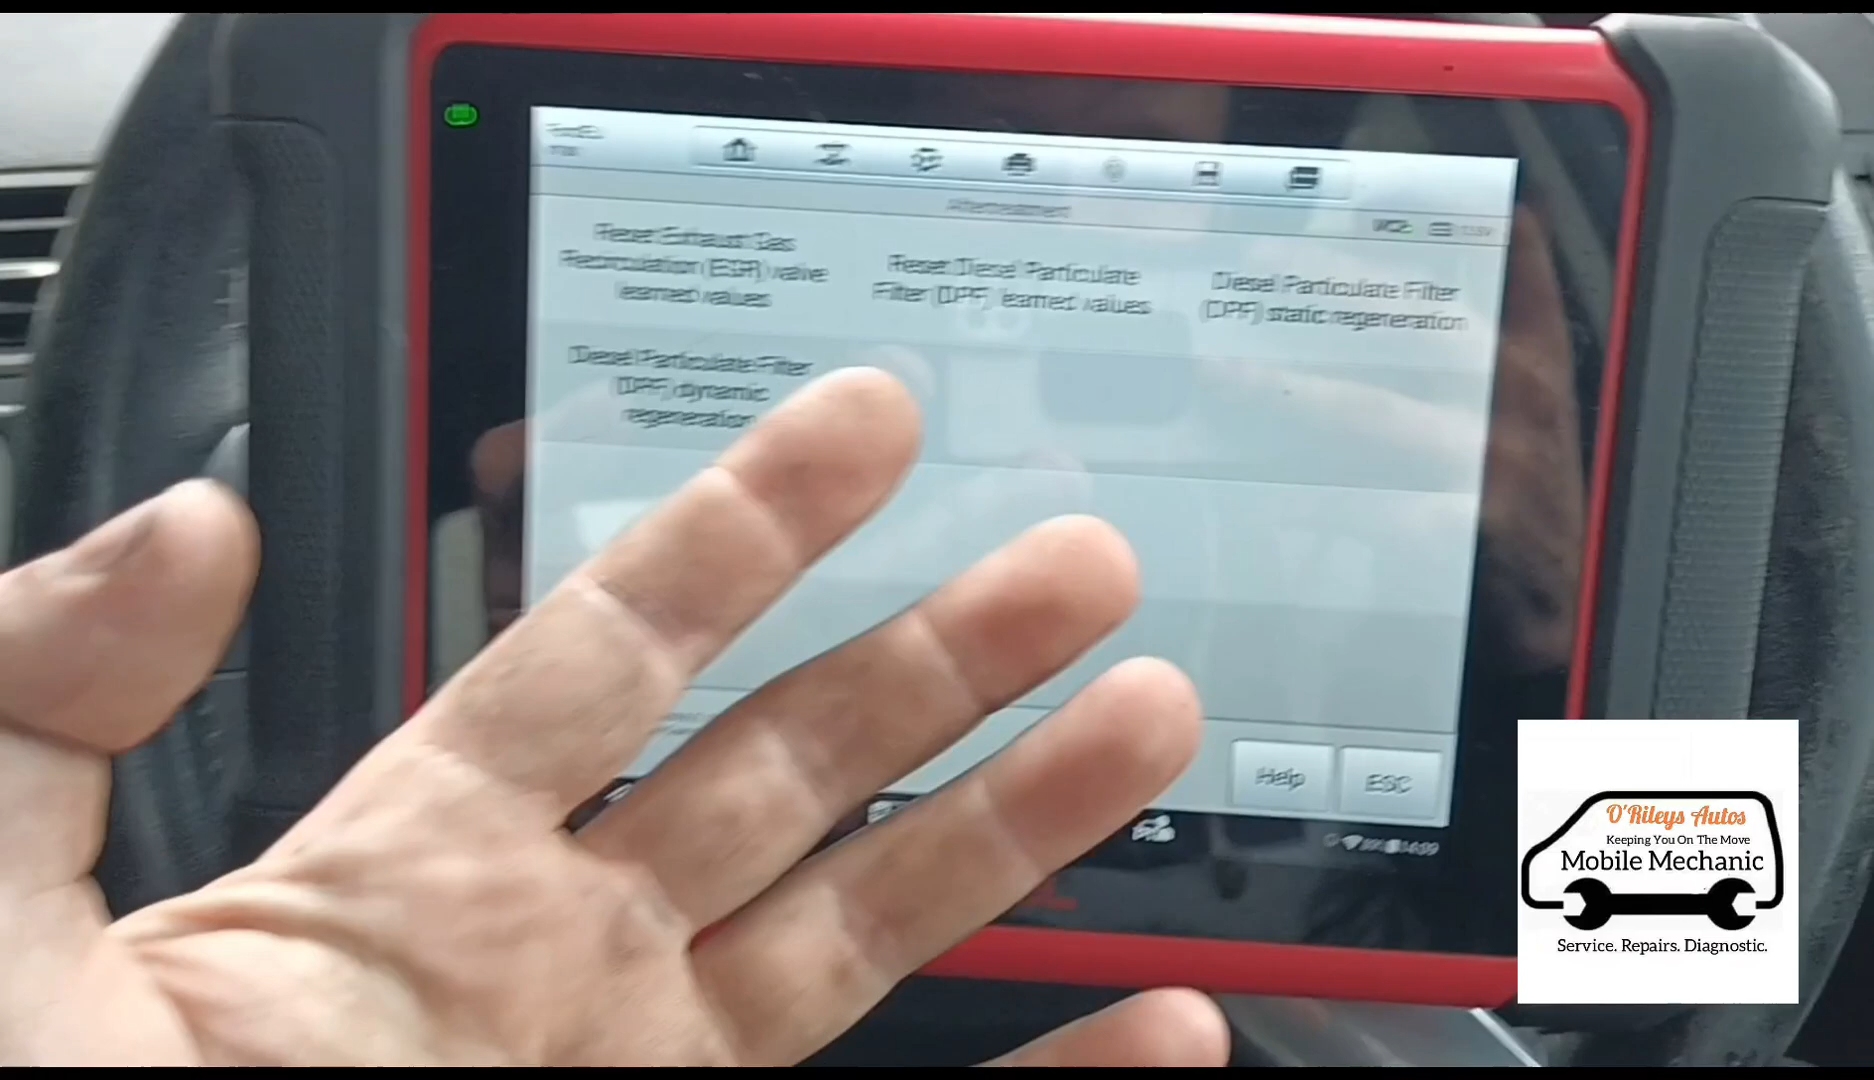 Aftertreatment
Reset Exhaust Gas
Recirculation (EGR) valve
learned values
Reset Diesel Particulate
Filter (DPF) learned values
Diesel Particulate Filter
(DPF) static regeneration
Diesel Particulate Filter
(DPF) dynamic
regeneration
Help
ESC
O'Rileys Autos
Keeping You On The Move
Mobile Mechanic
Service. Repairs. Diagnostic.